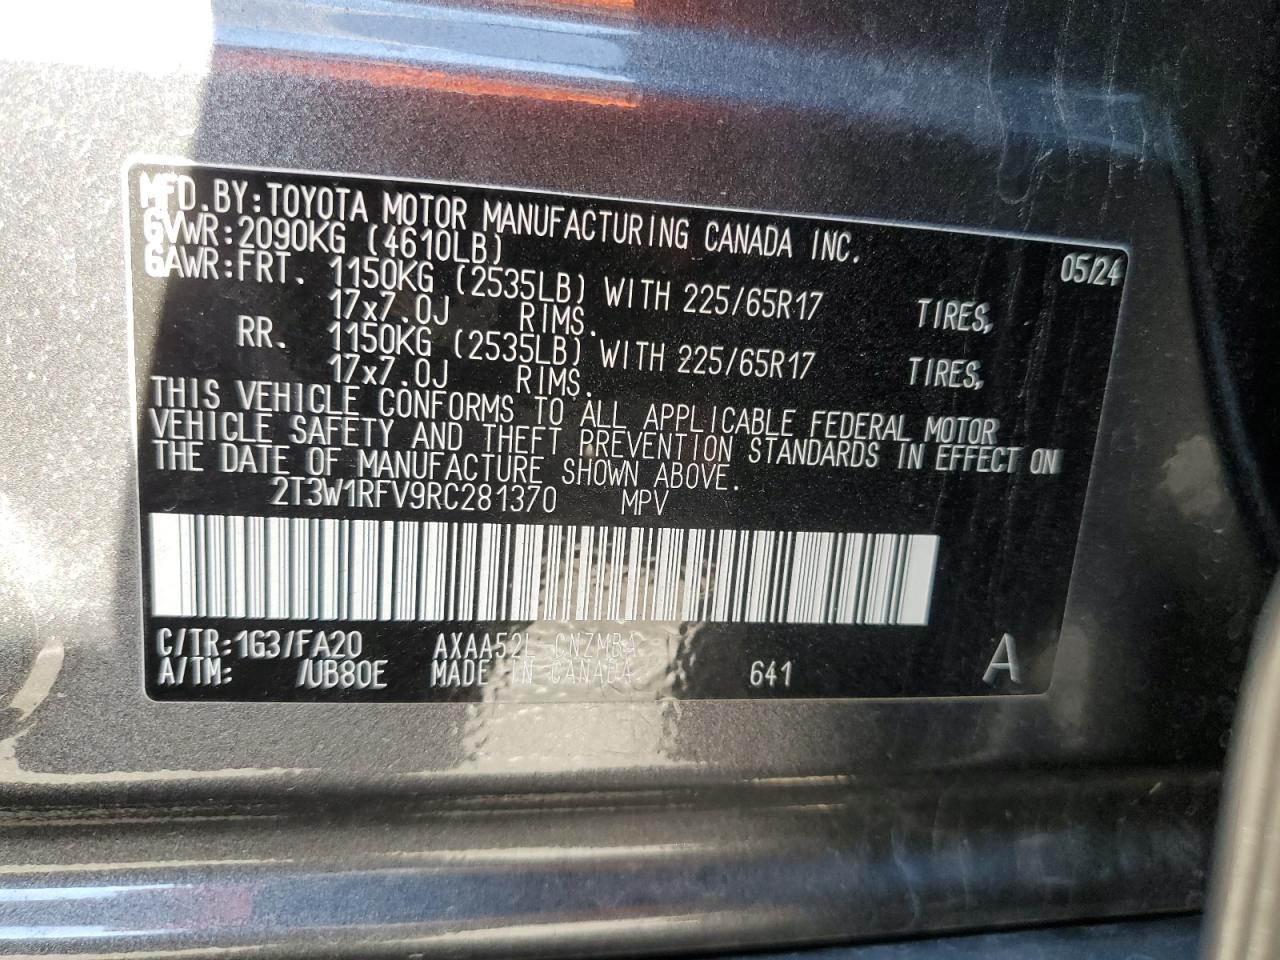 MFD. BY: TOYOTA MOTOR MANUFACTURING CANADA INC.
GVWR: 2090KG (4610LB) 05/24
GAWR: FRT. 1150KG (2535LB) WITH 225/65R17 TIRES,
17x7.0J RIMS.
RR. 1150KG (2535LB) WITH 225/65R17 TIRES,
17x7.0J RIMS.
THIS VEHICLE CONFORMS TO ALL APPLICABLE FEDERAL MOTOR
VEHICLE SAFETY AND THEFT PREVENTION STANDARDS IN EFFECT ON
THE DATE OF MANUFACTURE SHOWN ABOVE.
2T3W1RFV9RC281370 MPV
C/TR: 1G3/FA20 AXAA52L-CNZMBA
A/TM: /UB80E MADE IN CANADA 641 A